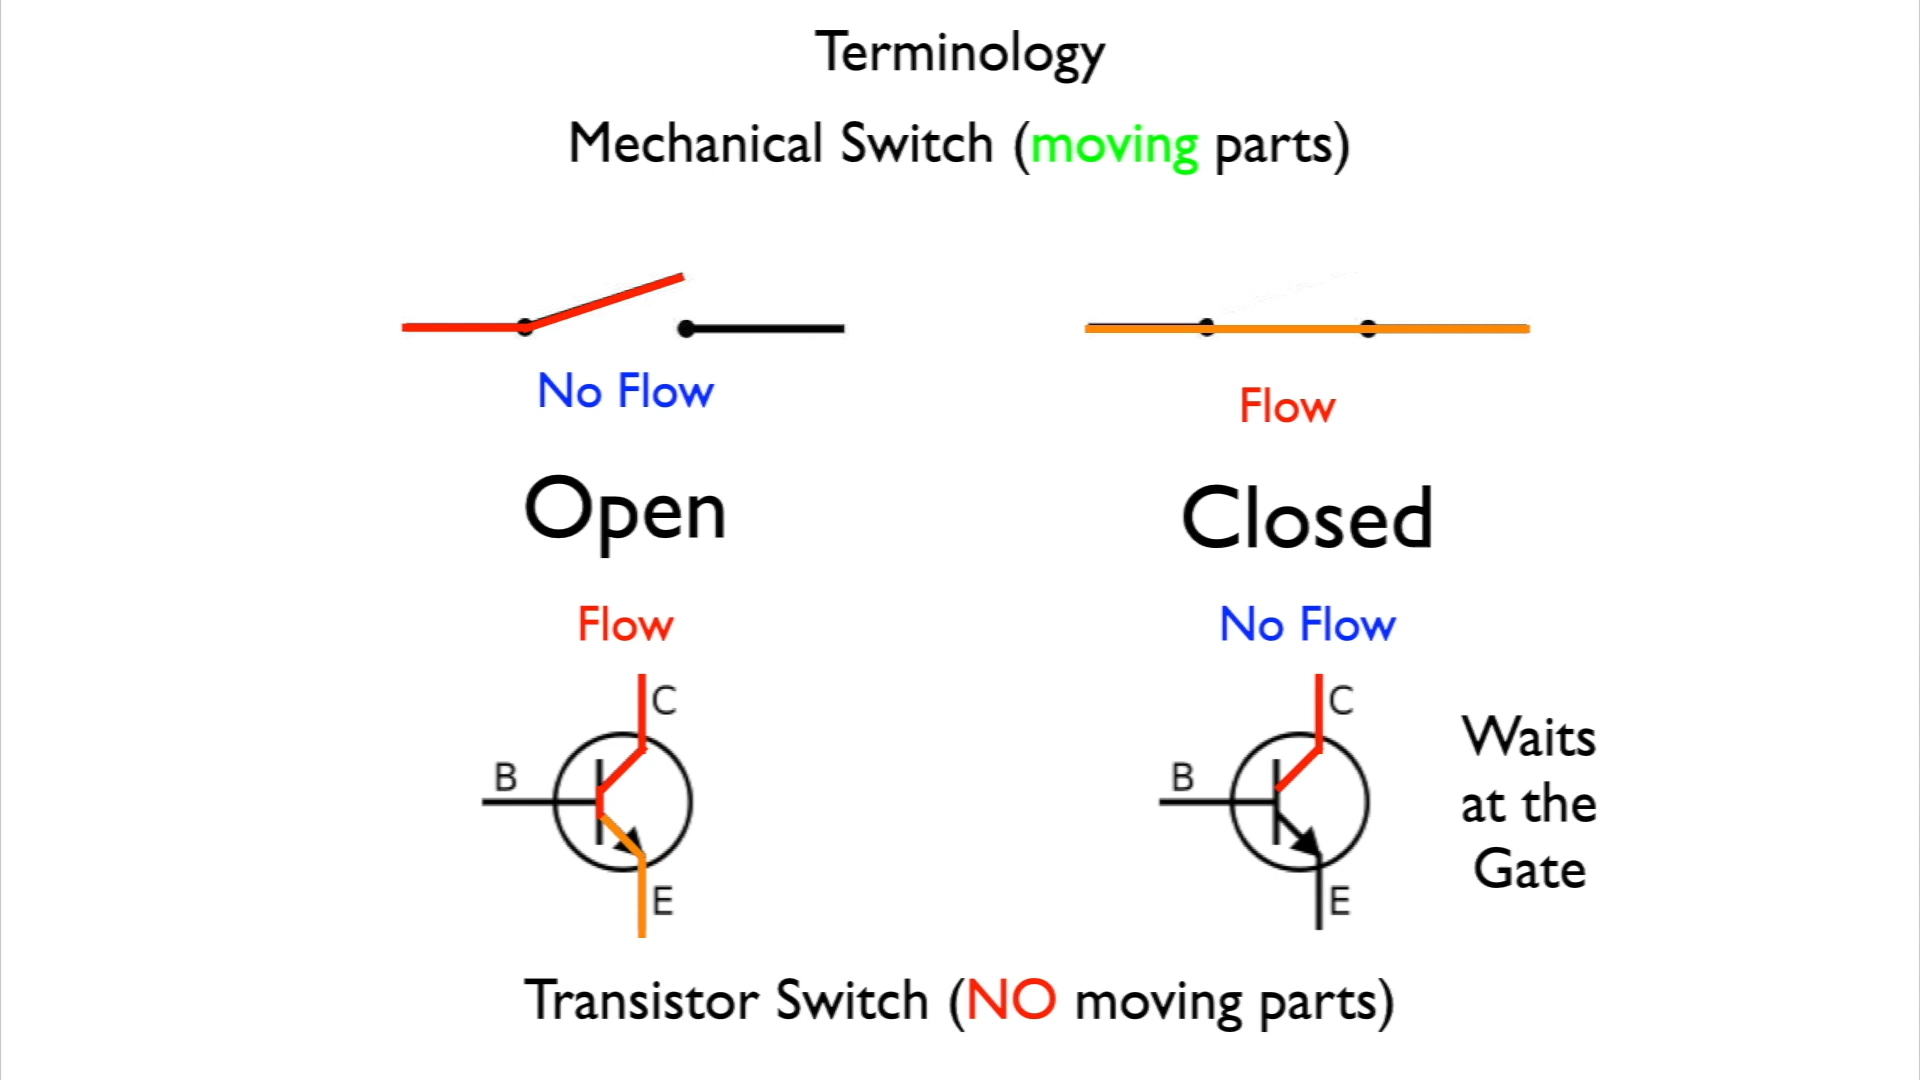 Terminology
Mechanical Switch (moving parts)
No Flow
Flow
Open
Closed
Flow
No Flow
C
B
E
C
B
E
Waits
at the
Gate
Transistor Switch (NO moving parts)